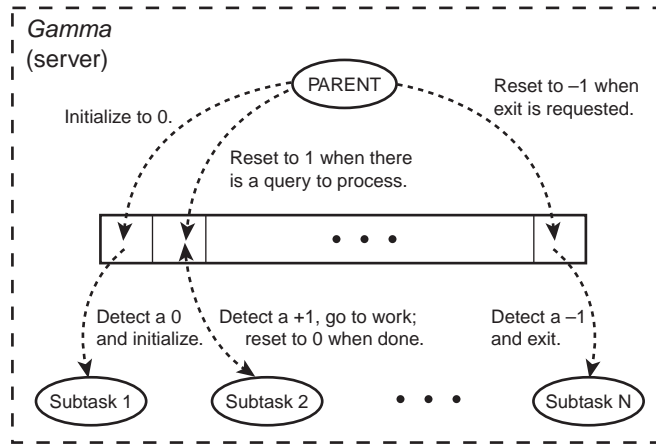 Gamma
(server)
PARENT
Initialize to 0.
Reset to 1 when there
is a query to process.
Reset to –1 when
exit is requested.
• • •
Detect a 0
and initialize.
Detect a +1, go to work;
reset to 0 when done.
Detect a –1
and exit.
Subtask 1
Subtask 2
• • •
Subtask N